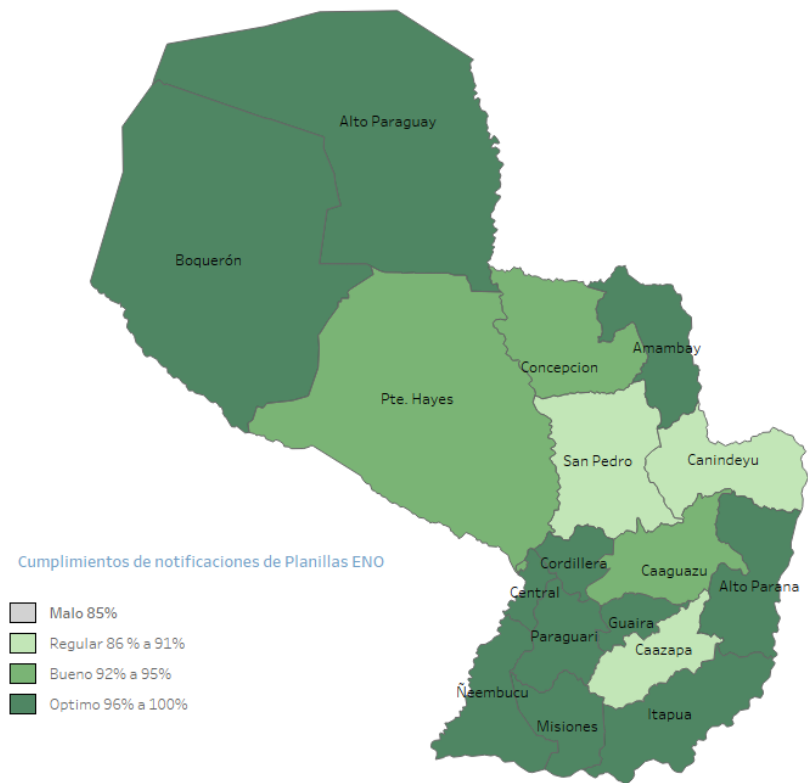 Alto Paraguay
Boquerón
Amambay
Concepcion
Pte. Hayes
San Pedro
Canindeyu
Cumplimientos de notificaciones de Planillas ENO
Cordillera
Caaguazu
Alto Parana
Central
Malo 85%
Guaira
Regular 86 % a 91%
Paraguari
Caazapa
Bueno 92% a 95%
Ñeembucu
Optimo 96% a 100%
Itapua
Misiones